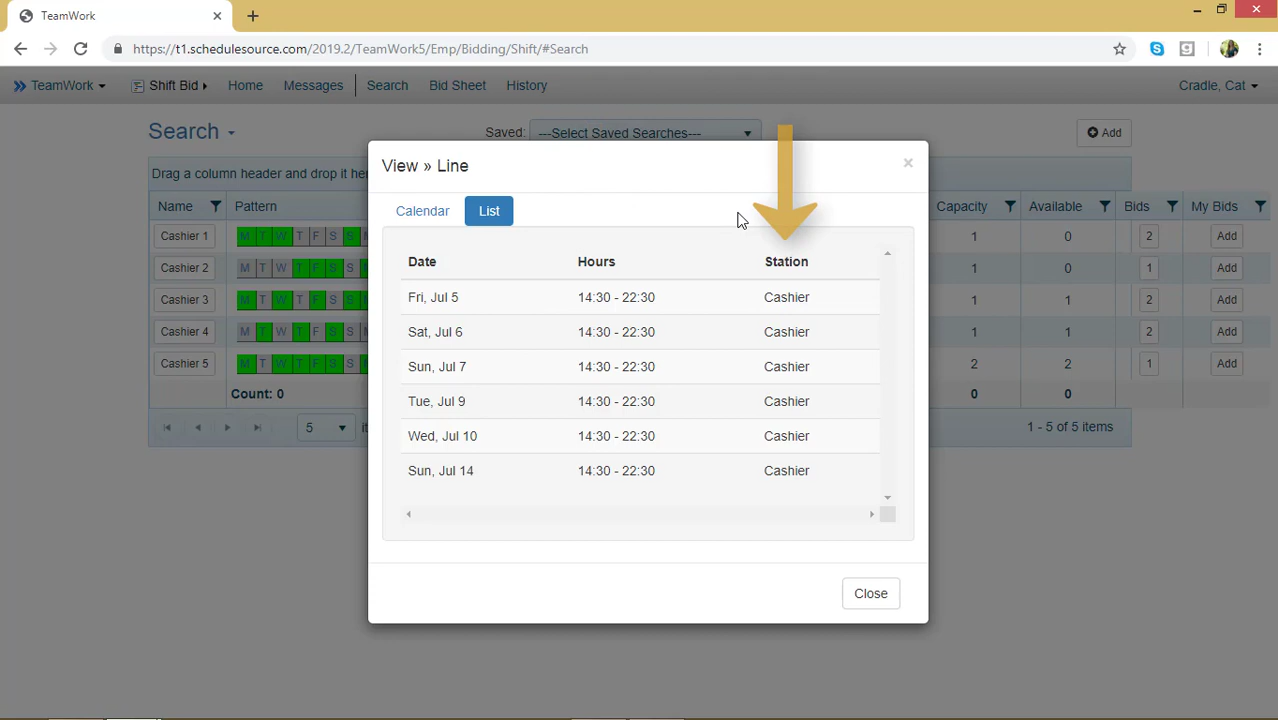 TeamWork
https://t1.schedulesource.com/2019.2/TeamWork5/Emp/Bidding/Shift/#Search
TeamWork Shift Bid Home Messages Search Bid Sheet History Cradle, Cat
Search Saved: ---Select Saved Searches--- Add
Drag a column header and drop it he
Name Pattern Capacity Available Bids My Bids
Cashier 1 M T W T F S S M 1 0 2 Add
Cashier 2 M T W T F S S M 1 0 1 Add
Cashier 3 M T W T F S S M 1 1 2 Add
Cashier 4 M T W T F S S M 1 1 2 Add
Cashier 5 M T W T F S S M 2 2 1 Add
Count: 0 0 0
5 it 1 - 5 of 5 items
View » Line
Calendar List
Date Hours Station
Fri, Jul 5 14:30 - 22:30 Cashier
Sat, Jul 6 14:30 - 22:30 Cashier
Sun, Jul 7 14:30 - 22:30 Cashier
Tue, Jul 9 14:30 - 22:30 Cashier
Wed, Jul 10 14:30 - 22:30 Cashier
Sun, Jul 14 14:30 - 22:30 Cashier
Close